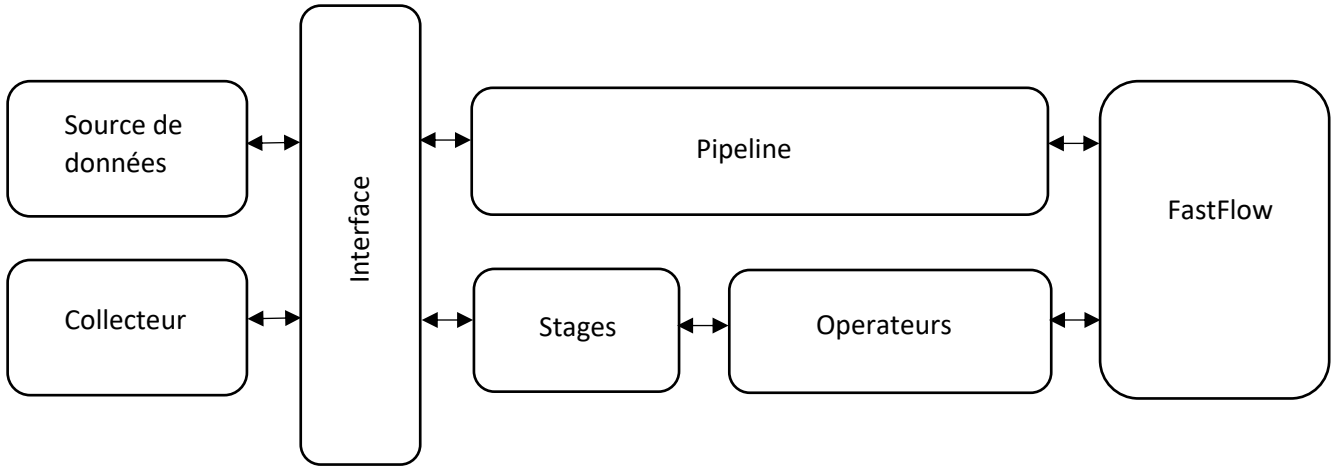 Source de
données
Interface
Pipeline
FastFlow
Collecteur
Stages
Operateurs